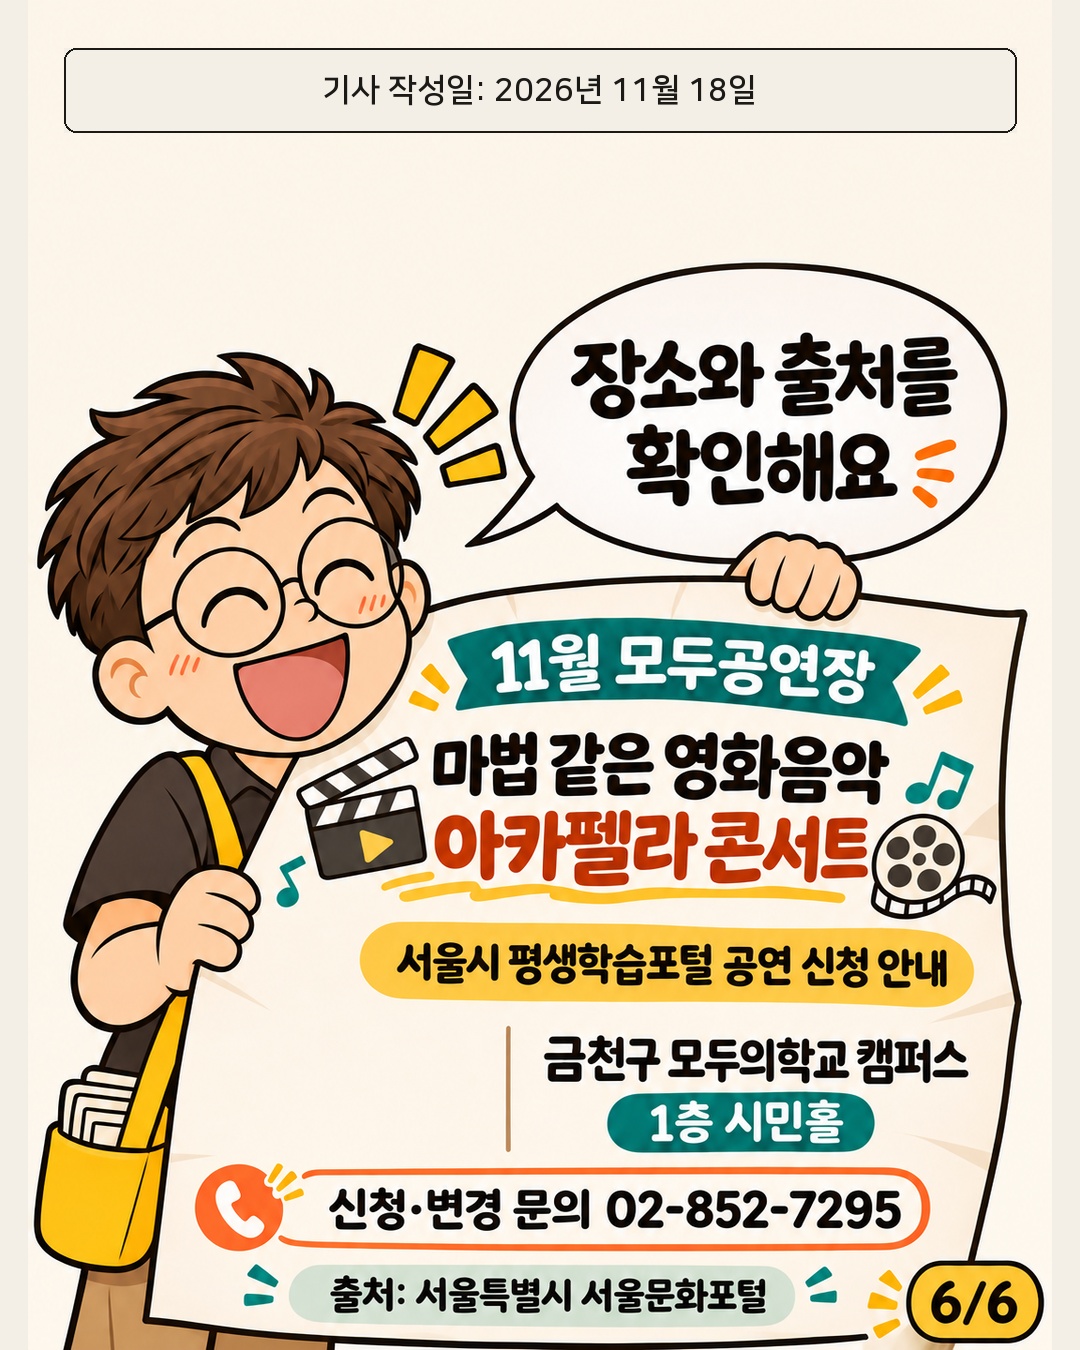 기사 작성일: 2026년 11월 18일
장소와 출처를
확인해요
11월 모두공연장
마법 같은 영화음악
아카펠라 콘서트
서울시 평생학습포털 공연 신청 안내
금천구 모두의학교 캠퍼스
1층 시민홀
신청·변경 문의 02-852-7295
출처: 서울특별시 서울문화포털
6/6